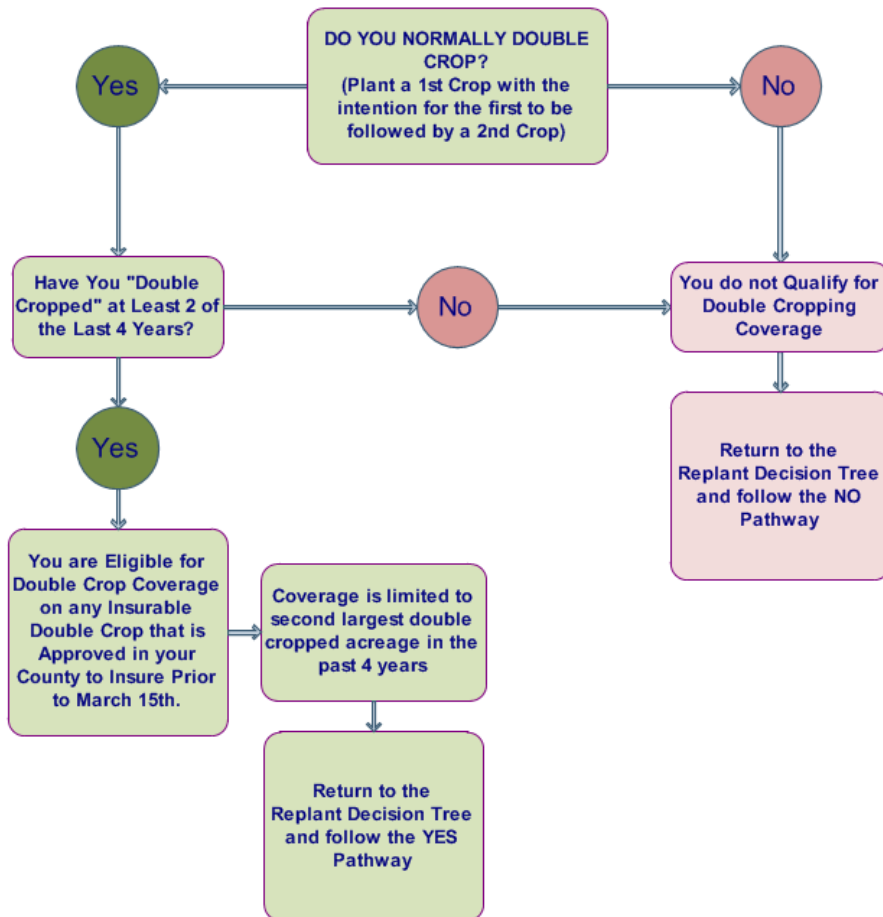 DO YOU NORMALLY DOUBLE
CROP?
(Plant a 1st Crop with the
intention for the first to be
followed by a 2nd Crop)
Yes
No
Have You "Double
Cropped" at Least 2 of
the Last 4 Years?
No
You do not Qualify for
Double Cropping
Coverage
Yes
Return to the
Replant Decision Tree
and follow the NO
Pathway
You are Eligible for
Double Crop Coverage
on any Insurable
Double Crop that is
Approved in your
County to Insure Prior
to March 15th.
Coverage is limited to
second largest double
cropped acreage in the
past 4 years
Return to the
Replant Decision Tree
and follow the YES
Pathway